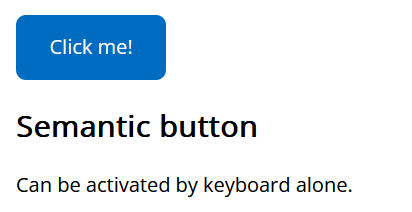 Click me!
Semantic button
Can be activated by keyboard alone.